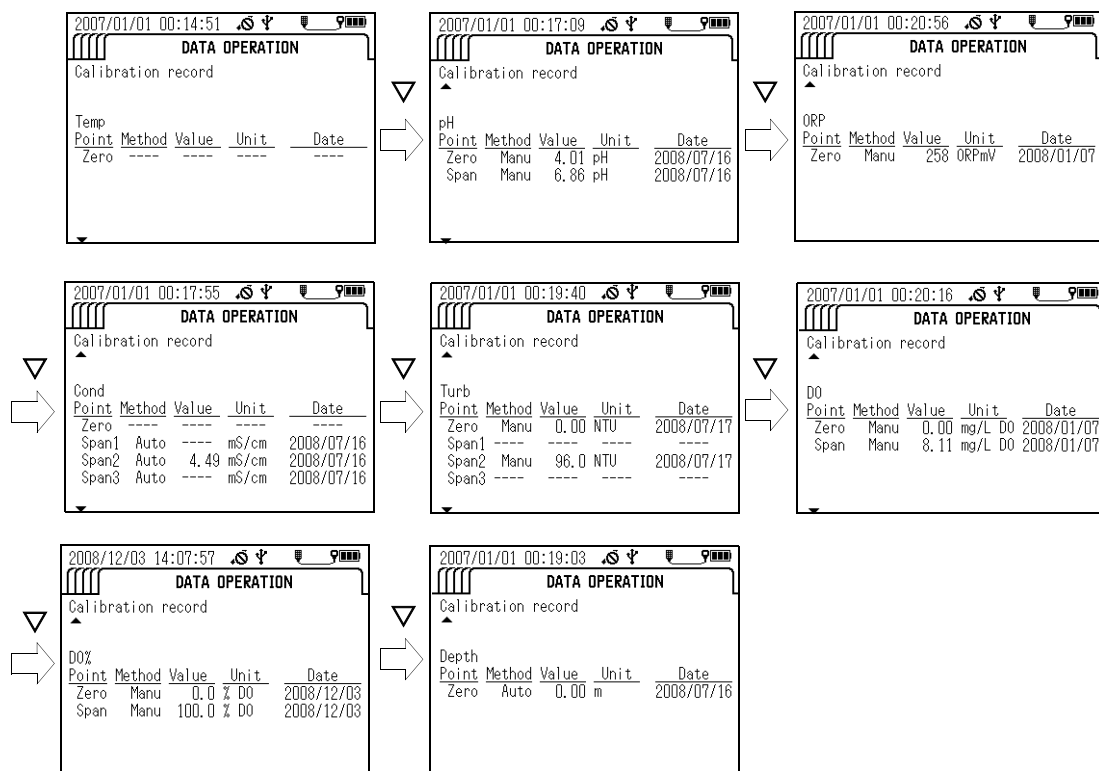 2007/01/01 00:14:51
DATA OPERATION
Calibration record
Temp
Point Method Value Unit Date
Zero ---- ---- ---- ----
2007/01/01 00:17:09
DATA OPERATION
Calibration record
pH
Point Method Value Unit Date
Zero Manu 4.01 pH 2008/07/16
Span Manu 6.86 pH 2008/07/16
2007/01/01 00:20:56
DATA OPERATION
Calibration record
ORP
Point Method Value Unit Date
Zero Manu 258 ORPmV 2008/01/07
2007/01/01 00:17:55
DATA OPERATION
Calibration record
Cond
Point Method Value Unit Date
Zero ---- ---- ---- ----
Span1 Auto ---- mS/cm 2008/07/16
Span2 Auto 4.49 mS/cm 2008/07/16
Span3 Auto ---- mS/cm 2008/07/16
2007/01/01 00:19:40
DATA OPERATION
Calibration record
Turb
Point Method Value Unit Date
Zero Manu 0.00 NTU 2008/07/17
Span1 ---- ---- ---- ----
Span2 Manu 96.0 NTU 2008/07/17
Span3 ---- ---- ---- ----
2007/01/01 00:20:16
DATA OPERATION
Calibration record
DO
Point Method Value Unit Date
Zero Manu 0.00 mg/L DO 2008/01/07
Span Manu 8.11 mg/L DO 2008/01/07
2008/12/03 14:07:57
DATA OPERATION
Calibration record
DO%
Point Method Value Unit Date
Zero Manu 0.0 % DO 2008/12/03
Span Manu 100.0 % DO 2008/12/03
2007/01/01 00:19:03
DATA OPERATION
Calibration record
Depth
Point Method Value Unit Date
Zero Auto 0.00 m 2008/07/16